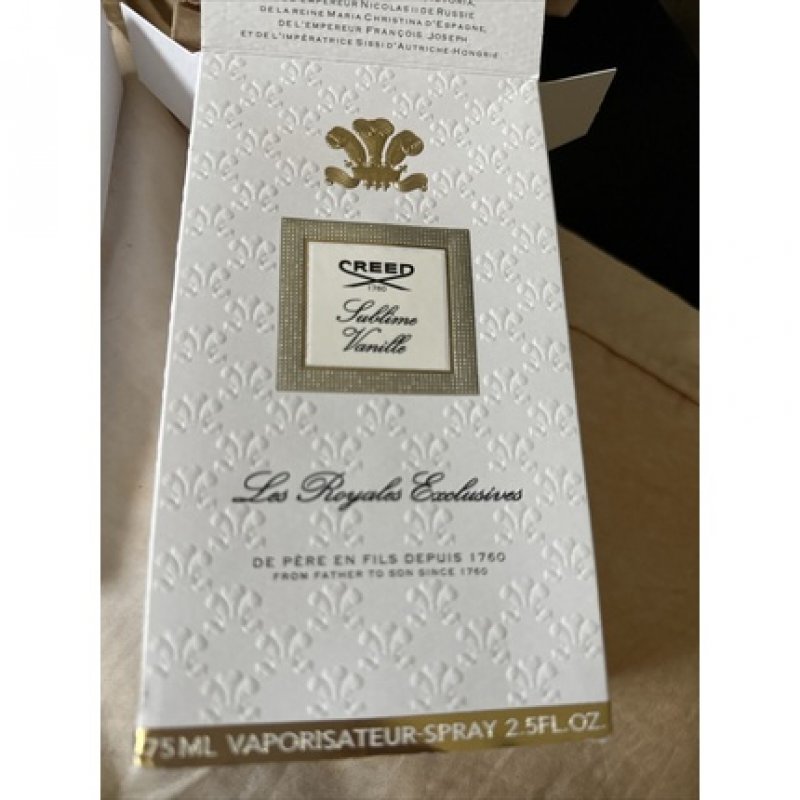 EMPEREUR NICOLAS II DE RUSSIE
DE LA REINE MARIA CHRISTINA D'ESPAGNE,
DE L'EMPEREUR FRANÇOIS JOSEPH
ET DE L'IMPÉRATRICE SISSI D'AUTRICHE-HONGRIE.
CREED
1760
Sublime
Vanille
Les Royales Exclusives
DE PÈRE EN FILS DEPUIS 1760
FROM FATHER TO SON SINCE 1760
75 ML VAPORISATEUR-SPRAY 2.5FL.OZ.